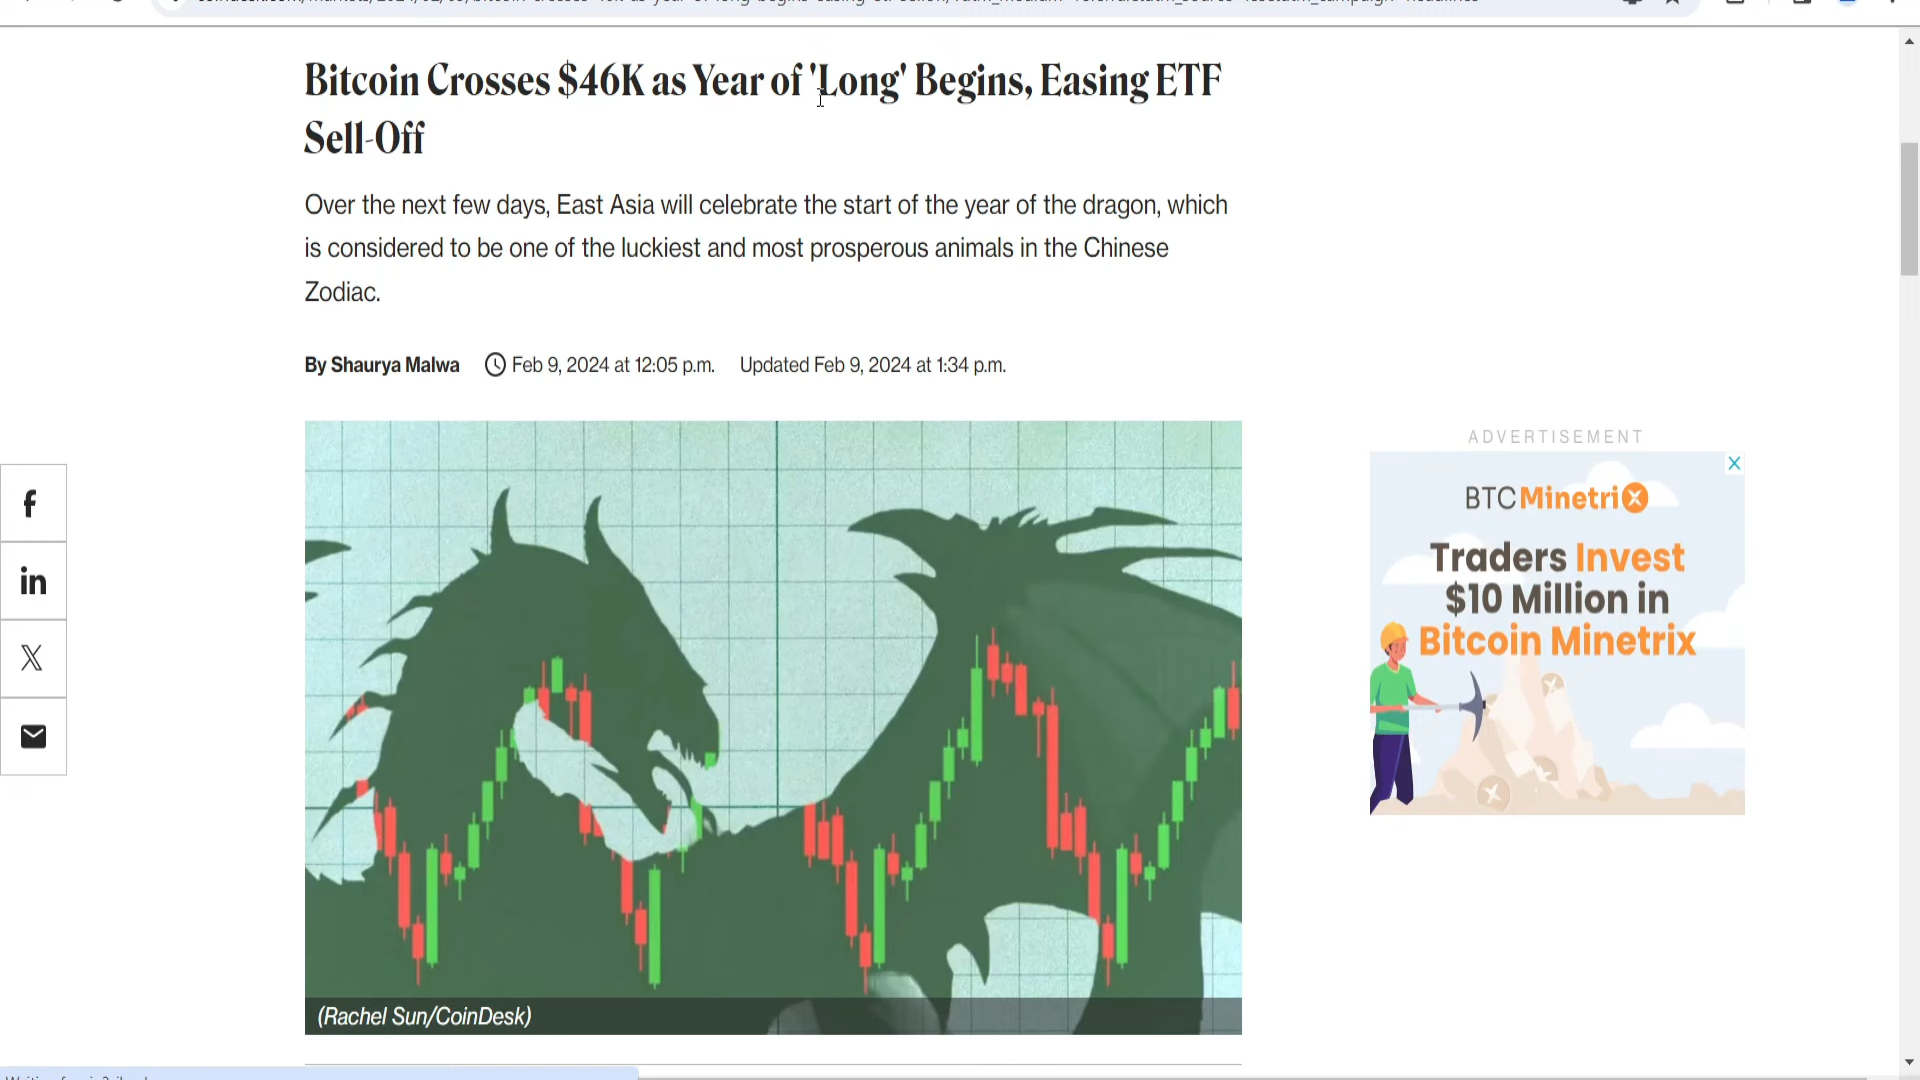 Bitcoin Crosses $46K as Year of 'Long' Begins, Easing ETF
Sell-Off
Over the next few days, East Asia will celebrate the start of the year of the dragon, which
is considered to be one of the luckiest and most prosperous animals in the Chinese
Zodiac.
By Shaurya Malwa Feb 9, 2024 at 12:05 p.m. Updated Feb 9, 2024 at 1:34 p.m.
f
in
X
ADVERTISEMENT
BTCMinetriX
Traders Invest
$10 Million in
Bitcoin Minetrix
(Rachel Sun/CoinDesk)